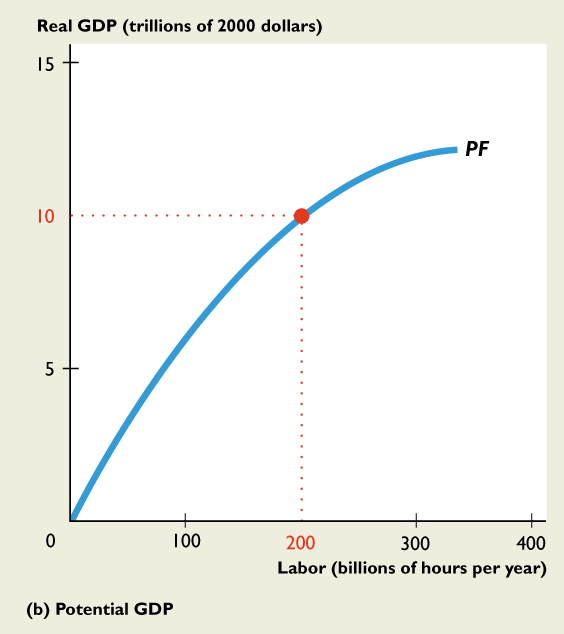 Real GDP (trillions of 2000 dollars)
15
PF
10
5
0
100
200
300
400
Labor (billions of hours per year)
(b) Potential GDP